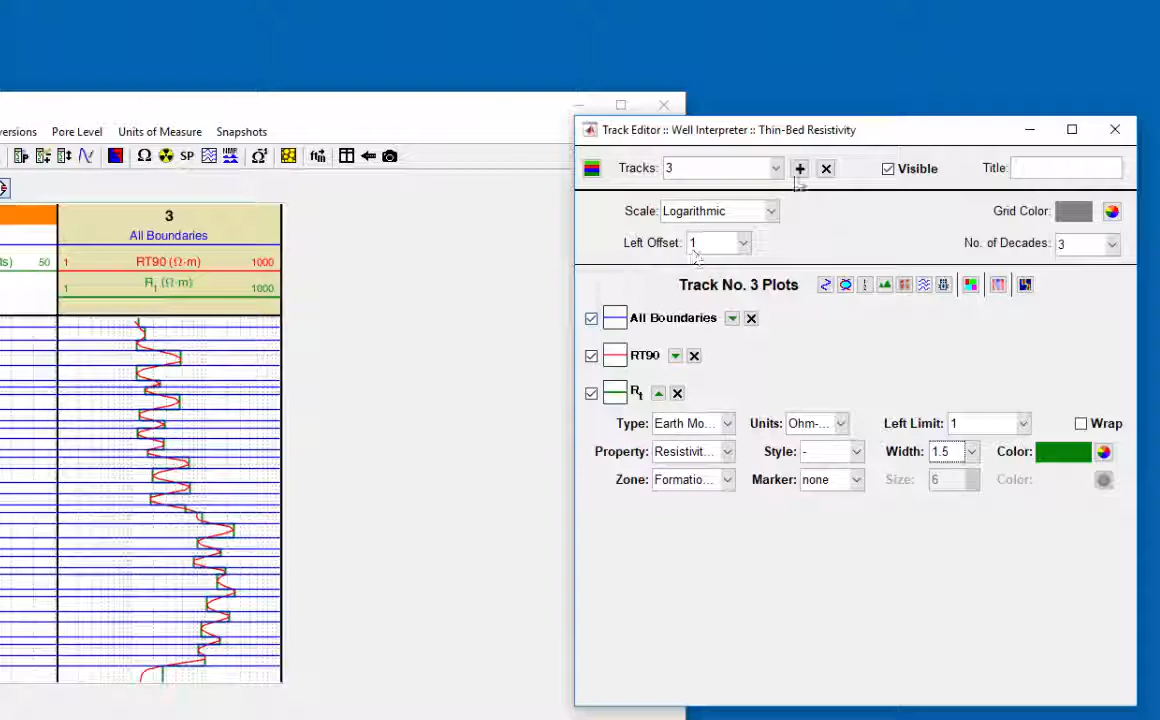 ersions Pore Level Units of Measure Snapshots
Ω SP
3
All Boundaries
ts) 50 1 RT90 (Ω·m) 1000
1 Rt (Ω·m) 1000
Track Editor :: Well Interpreter :: Thin-Bed Resistivity
Tracks: 3 Visible Title:
Scale: Logarithmic Grid Color:
Left Offset: 1 No. of Decades: 3
Track No. 3 Plots
All Boundaries
RT90
Rt
Type: Earth Mo... Units: Ohm-... Left Limit: 1 Wrap
Property: Resistivit... Style: - Width: 1.5 Color:
Zone: Formatio... Marker: none Size: 6 Color: